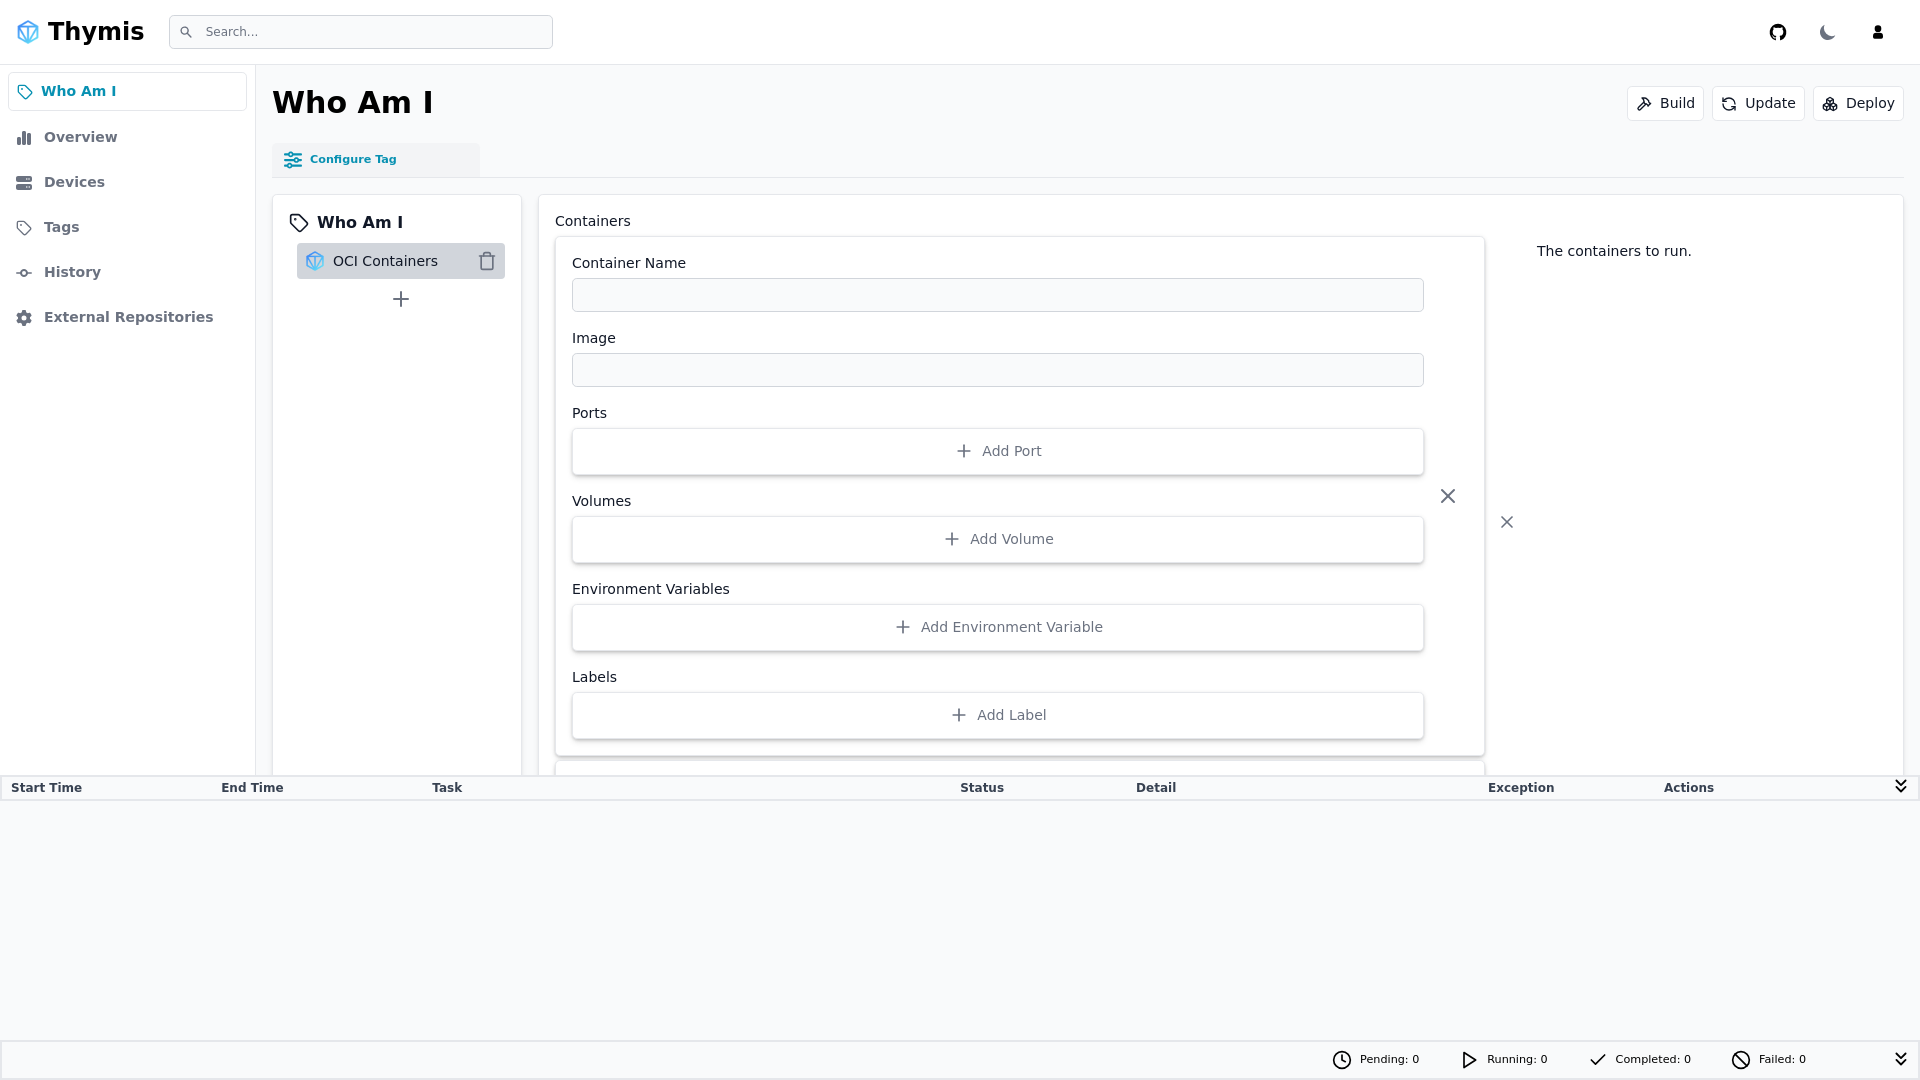 Thymis
Search...
Who Am I
Overview
Devices
Tags
History
External Repositories
Who Am I
Build
Update
Deploy
Configure Tag
Who Am I
OCI Containers
Containers
Container Name
Image
Ports
Add Port
Volumes
Add Volume
Environment Variables
Add Environment Variable
Labels
Add Label
The containers to run.
Start Time End Time Task Status Detail Exception Actions
Pending: 0 Running: 0 Completed: 0 Failed: 0